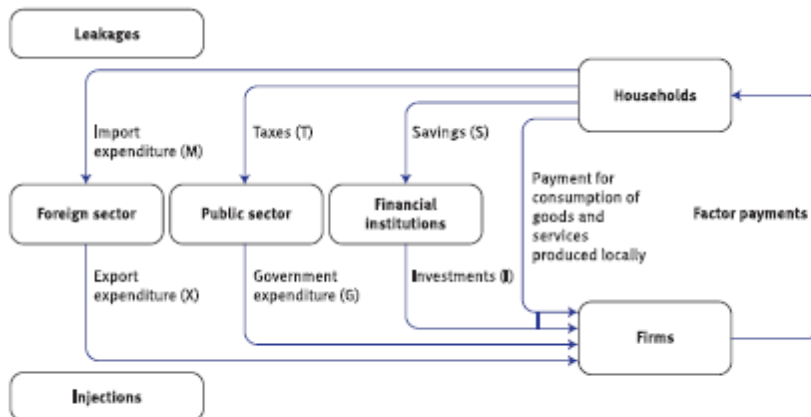 Leakages
Households
Import
expenditure (M)
Taxes (T)
Savings (S)
Payment for
consumption of
goods and
services
produced locally
Factor payments
Foreign sector
Public sector
Financial
institutions
Export
expenditure (X)
Government
expenditure (G)
Investments (I)
Firms
Injections